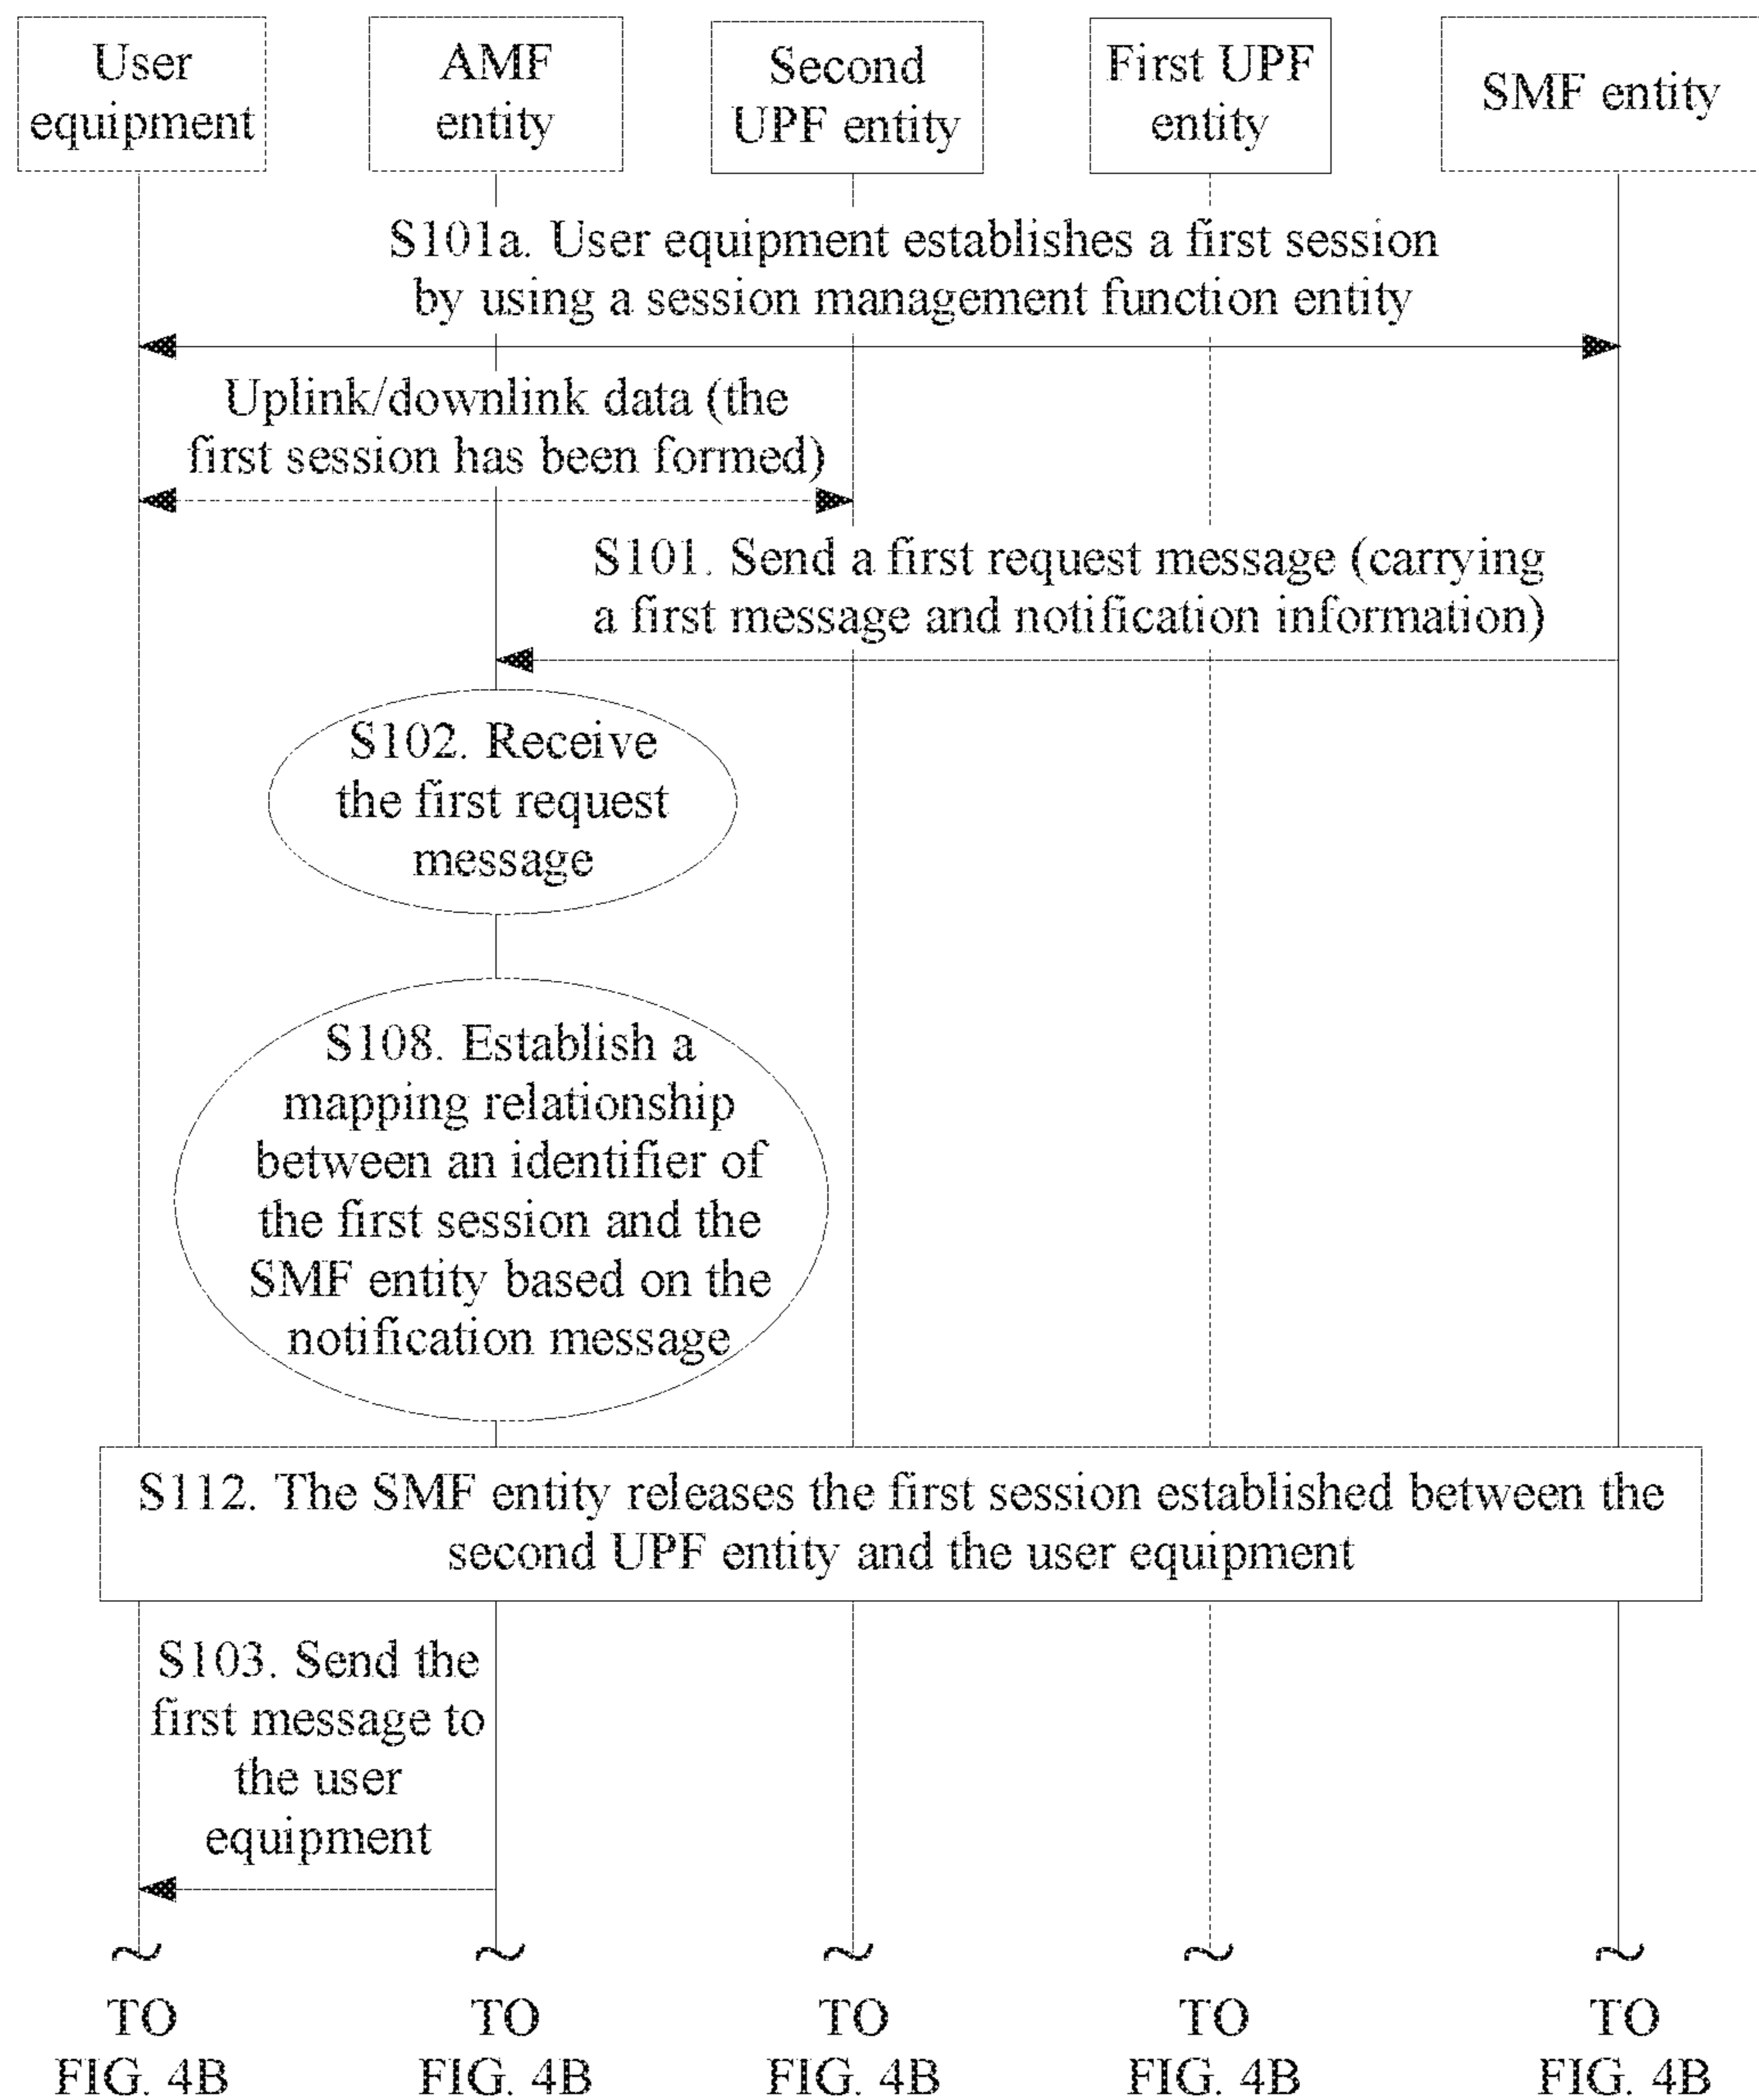 User
equipment
AMF
entity
Second
UPF entity
First UPF
entity
SMF entity
S101a. User equipment establishes a first session
by using a session management function entity
Uplink/downlink data (the
first session has been formed)
S101. Send a first request message (carrying
a first message and notification information)
S102. Receive
the first request
message
S108. Establish a
mapping relationship
between an identifier of
the first session and the
SMF entity based on the
notification message
S112. The SMF entity releases the first session established between the
second UPF entity and the user equipment
S103. Send the
first message to
the user
equipment
TO
FIG. 4B
TO
FIG. 4B
TO
FIG. 4B
TO
FIG. 4B
TO
FIG. 4B